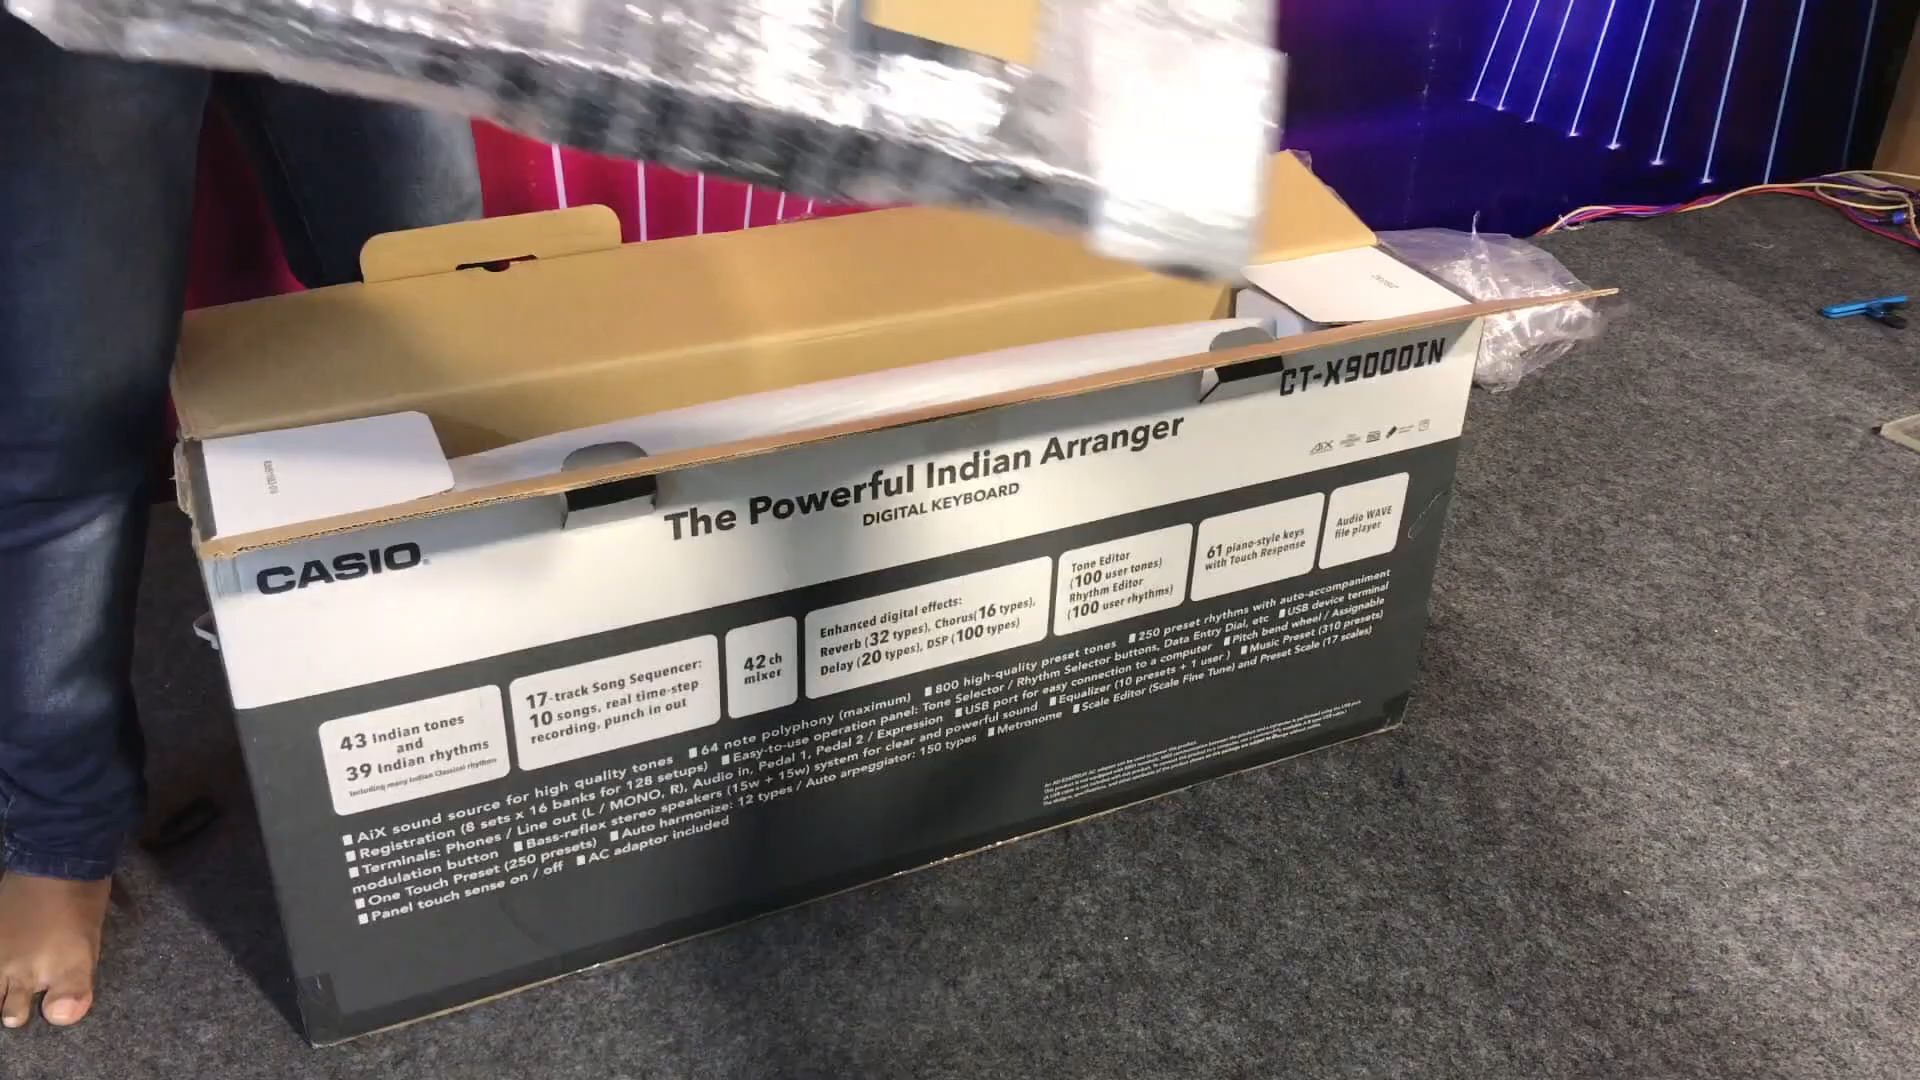 CT-X9000IN
AiX
The Powerful Indian Arranger
DIGITAL KEYBOARD
CASIO
43 Indian tones
and
39 Indian rhythms
Including many Indian Classical rhythms
17-track Song Sequencer:
10 songs, real time-step
recording, punch in out
42 ch
mixer
Enhanced digital effects:
Reverb (32 types), Chorus(16 types),
Delay (20 types), DSP (100 types)
Tone Editor
(100 user tones)
Rhythm Editor
(100 user rhythms)
61 piano-style keys
with Touch Response
Audio WAVE
file player
■ AiX sound source for high quality tones ■ 64 note polyphony (maximum) ■ 800 high-quality preset tones ■ 250 preset rhythms with auto-accompaniment
■ Registration (8 sets x 16 banks for 128 setups) ■ Easy-to-use operation panel: Tone Selector / Rhythm Selector buttons, Data Entry Dial, etc ■ USB device terminal
■ Terminals: Phones / Line out (L / MONO, R), Audio in, Pedal 1, Pedal 2 / Expression ■ USB port for easy connection to a computer ■ Pitch bend wheel / Assignable
modulation button ■ Bass-reflex stereo speakers (15w + 15w) system for clear and powerful sound ■ Equalizer (10 presets + 1 user ) ■ Music Preset (310 presets)
■ One Touch Preset (250 presets) ■ Auto harmonize: 12 types / Auto arpeggiator: 150 types ■ Metronome ■ Scale Editor (Scale Fine Tune) and Preset Scale (17 scales)
■ Panel touch sense on / off ■ AC adaptor included